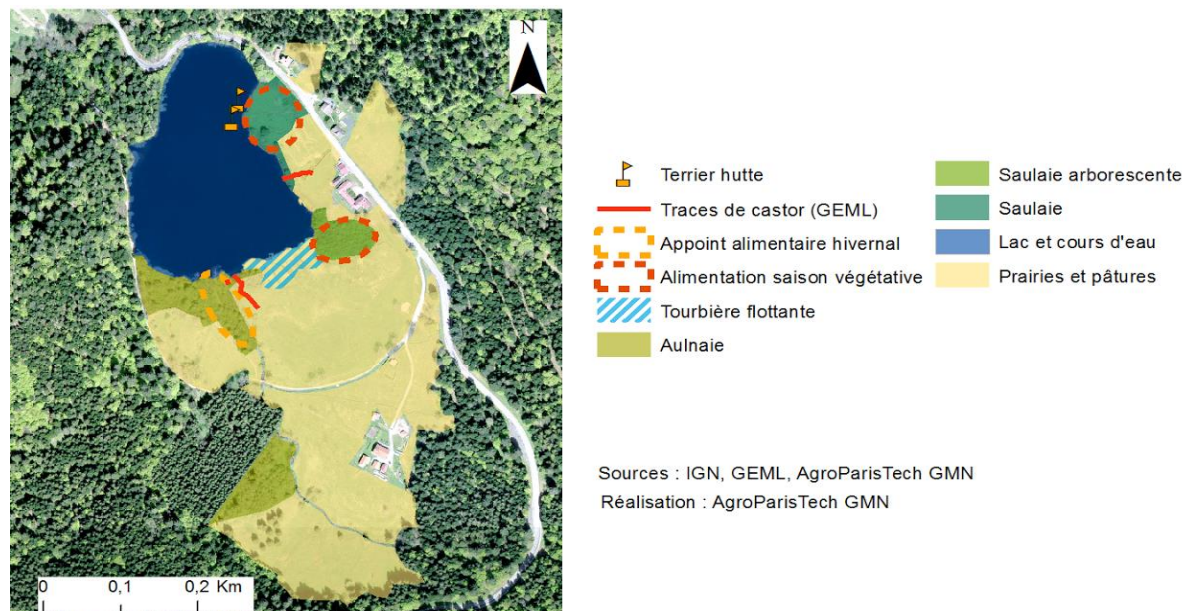 N
0 0,1 0,2 Km
Terrier hutte
Traces de castor (GEML)
Appoint alimentaire hivernal
Alimentation saison végétative
Tourbière flottante
Aulnaie
Saulaie arborescente
Saulaie
Lac et cours d'eau
Prairies et pâtures
Sources : IGN, GEML, AgroParisTech GMN
Réalisation : AgroParisTech GMN